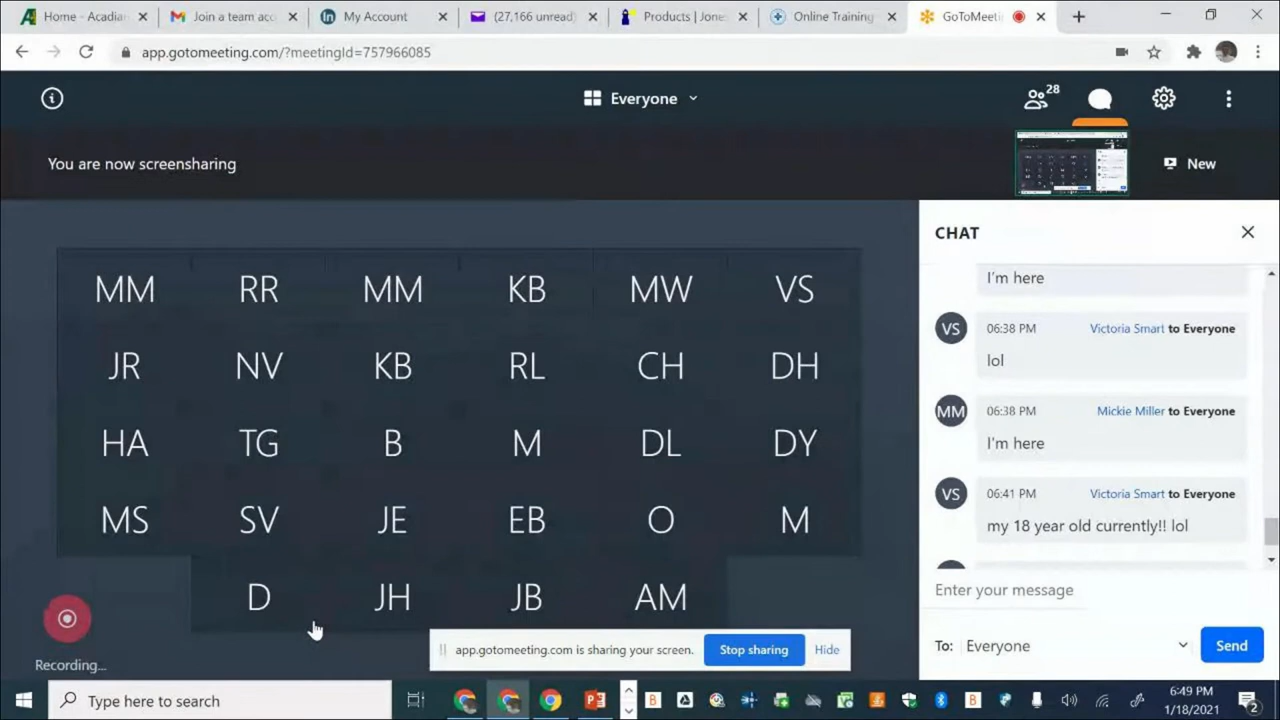 Home - Acadian
Join a team acc
My Account
(27,166 unread)
Products | Jone
Online Training
GoToMeeti
app.gotomeeting.com/?meetingId=757966085
Everyone
28
You are now screensharing
New
CHAT
MM RR MM KB MW VS
JR NV KB RL CH DH
HA TG B M DL DY
MS SV JE EB O M
D JH JB AM
I'm here
VS 06:38 PM Victoria Smart to Everyone
lol
MM 06:38 PM Mickie Miller to Everyone
I'm here
VS 06:41 PM Victoria Smart to Everyone
my 18 year old currently!! lol
Enter your message
To: Everyone
Send
Recording...
app.gotomeeting.com is sharing your screen.
Stop sharing
Hide
Type here to search
6:49 PM
1/18/2021
2